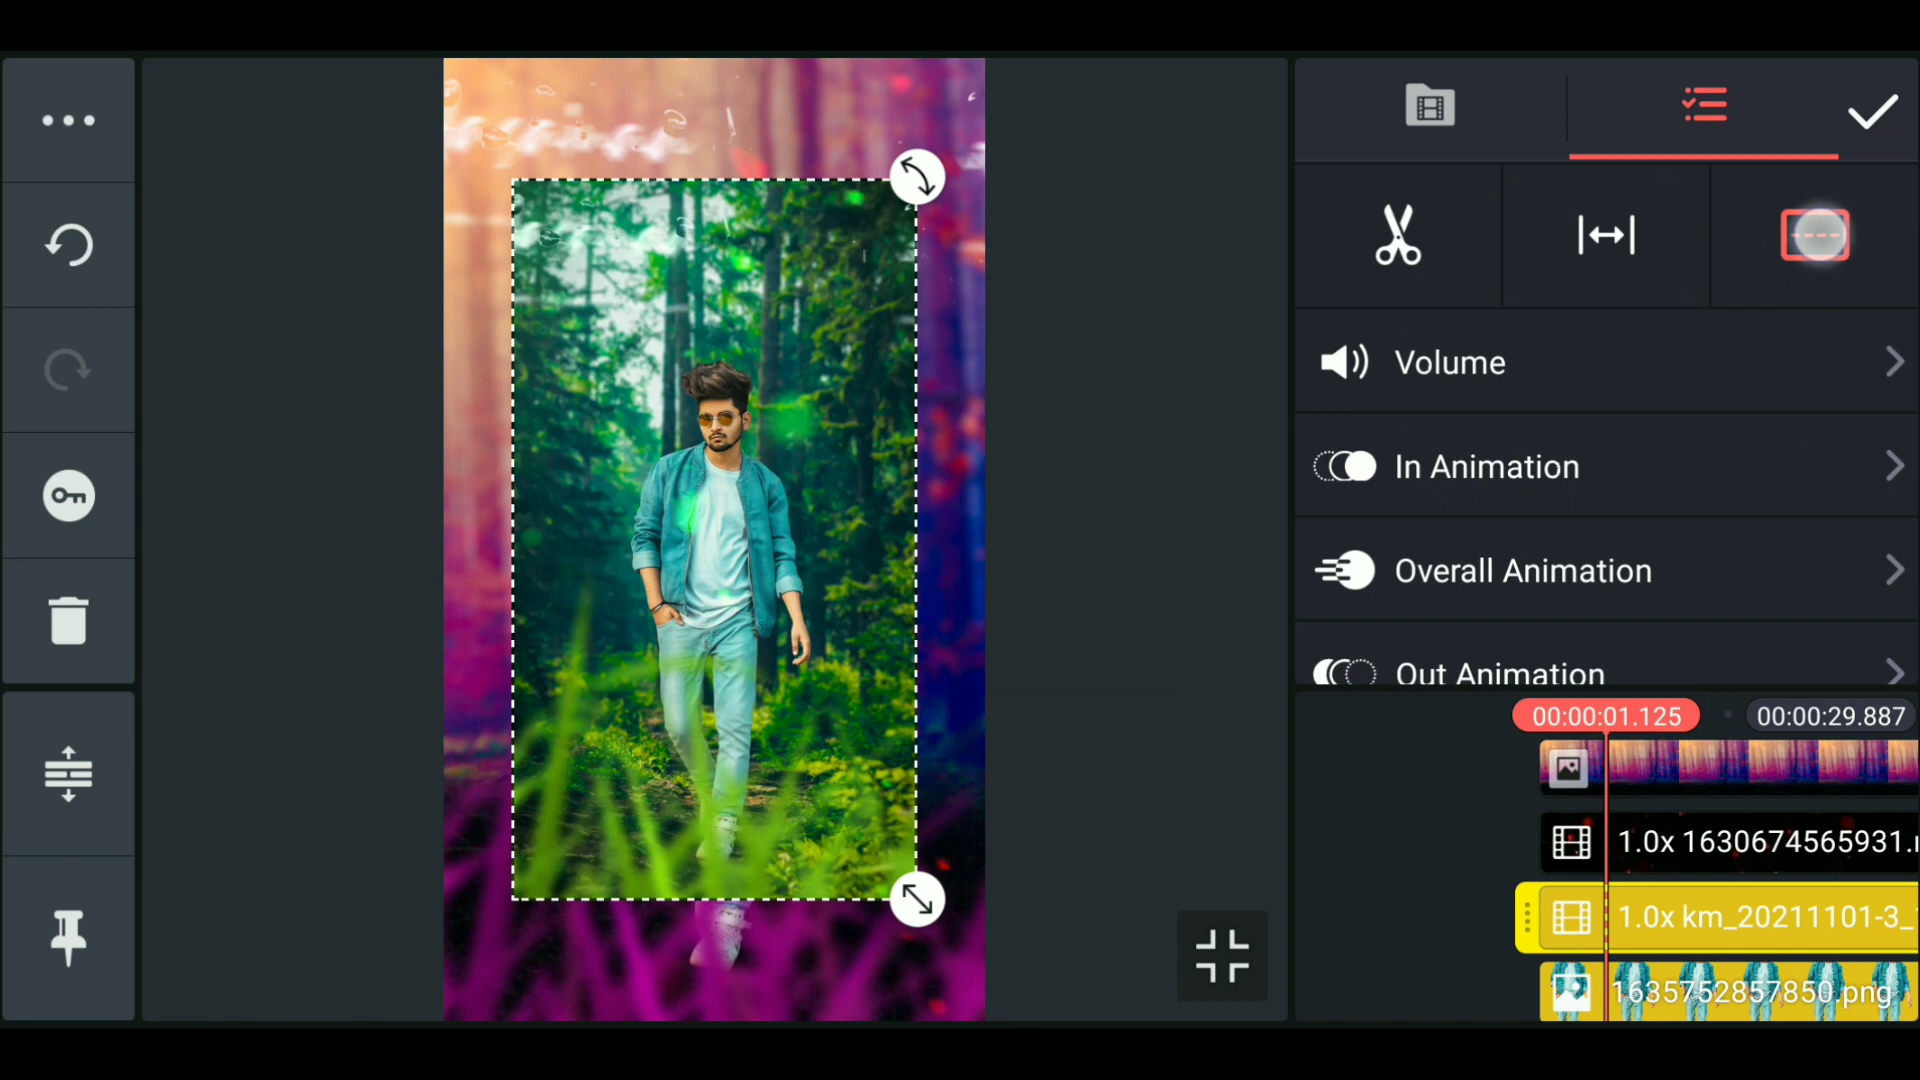 Volume
In Animation
Overall Animation
Out Animation
00:00:01.125
00:00:29.887
1.0x 1630674565931.
1.0x km_20211101-3_
1635752857850.png